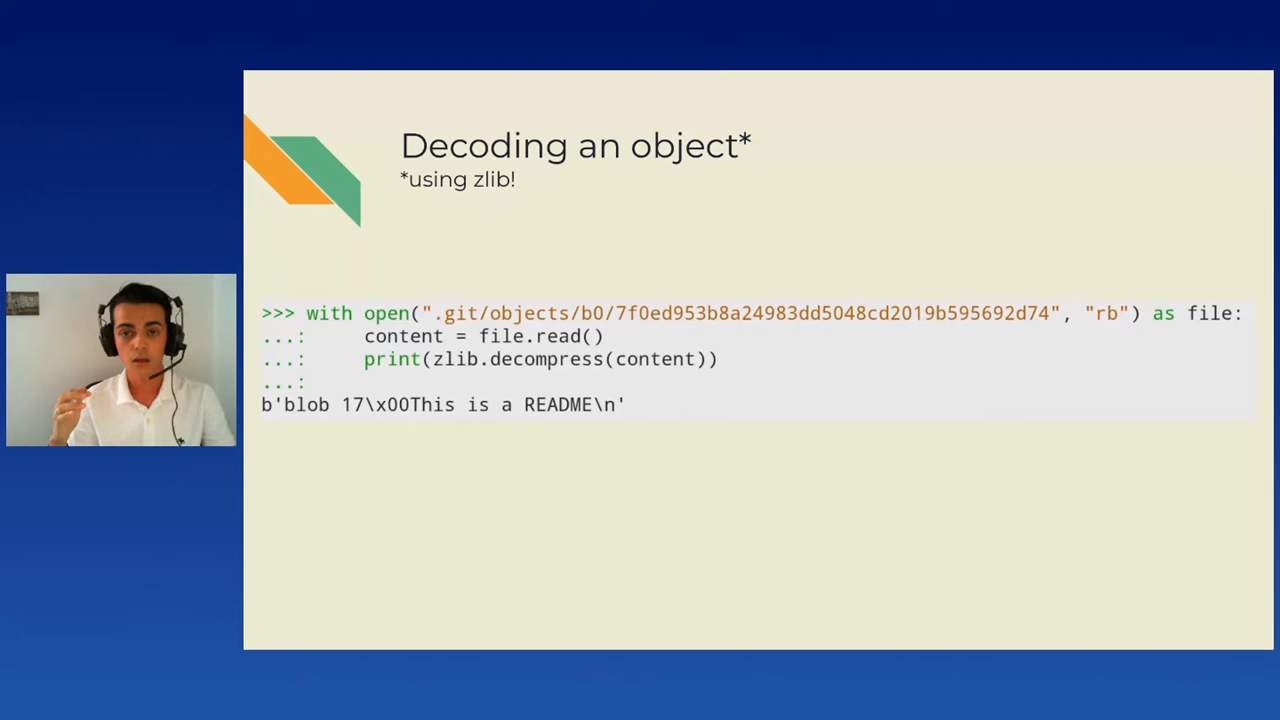 Decoding an object*
*using zlib!
>>> with open(".git/objects/b0/7f0ed953b8a24983dd5048cd2019b595692d74", "rb") as file:
...:     content = file.read()
...:     print(zlib.decompress(content))
...:
b'blob 17\x00This is a README\n'